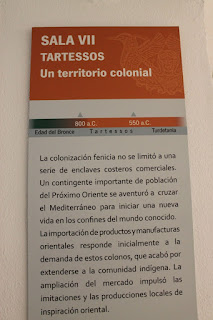 SALA VII
TARTESSOS
Un territorio colonial
800 a.C. 550 a.C.
Edad del Bronce Tartessos Turdetania
La colonización fenicia no se limitó a una
serie de enclaves costeros comerciales.
Un contingente importante de población
del Próximo Oriente se aventuró a cruzar
el Mediterráneo para iniciar una nueva
vida en los confines del mundo conocido.
La importación de productos y manufacturas
orientales responde inicialmente a la
demanda de estos colonos, que acabó por
extenderse a la comunidad indígena. La
ampliación del mercado impulsó las
imitaciones y las producciones locales de
inspiración oriental.